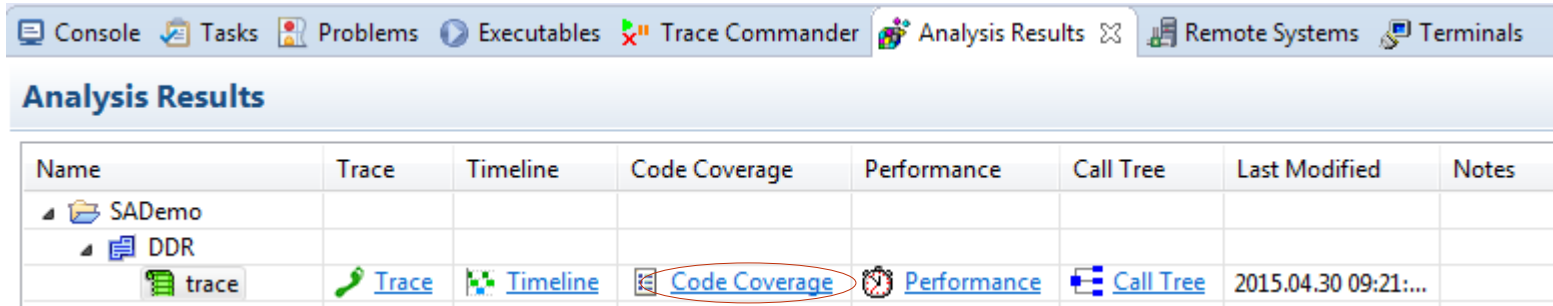 Console Tasks Problems Executables Trace Commander Analysis Results Remote Systems Terminals
Analysis Results
Name Trace Timeline Code Coverage Performance Call Tree Last Modified Notes
SADemo
DDR
trace Trace Timeline Code Coverage Performance Call Tree 2015.04.30 09:21:...